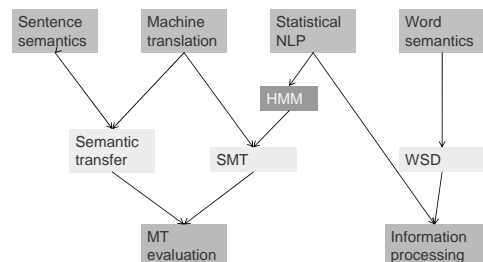 Sentence
semantics
Machine
translation
Statistical
NLP
Word
semantics
HMM
Semantic
transfer
SMT
WSD
MT
evaluation
Information
processing